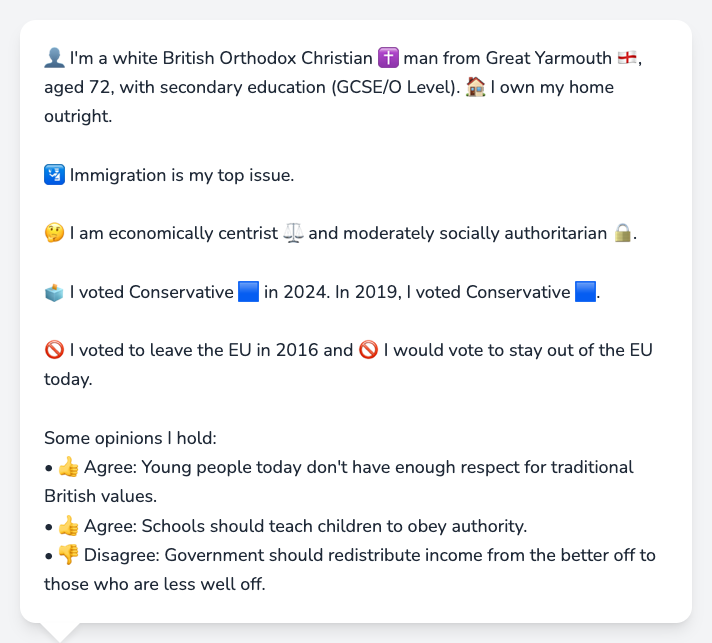 👤 I'm a white British Orthodox Christian ✝️ man from Great Yarmouth 🏴󠁧󠁢󠁥󠁮󠁧󠁿,
aged 72, with secondary education (GCSE/O Level). 🏠 I own my home
outright.
🛂 Immigration is my top issue.
🤔 I am economically centrist ⚖️ and moderately socially authoritarian 🔒.
🗳️ I voted Conservative 🟦 in 2024. In 2019, I voted Conservative 🟦.
🚫 I voted to leave the EU in 2016 and 🚫 I would vote to stay out of the EU
today.
Some opinions I hold:
• 👍 Agree: Young people today don't have enough respect for traditional
British values.
• 👍 Agree: Schools should teach children to obey authority.
• 👎 Disagree: Government should redistribute income from the better off to
those who are less well off.